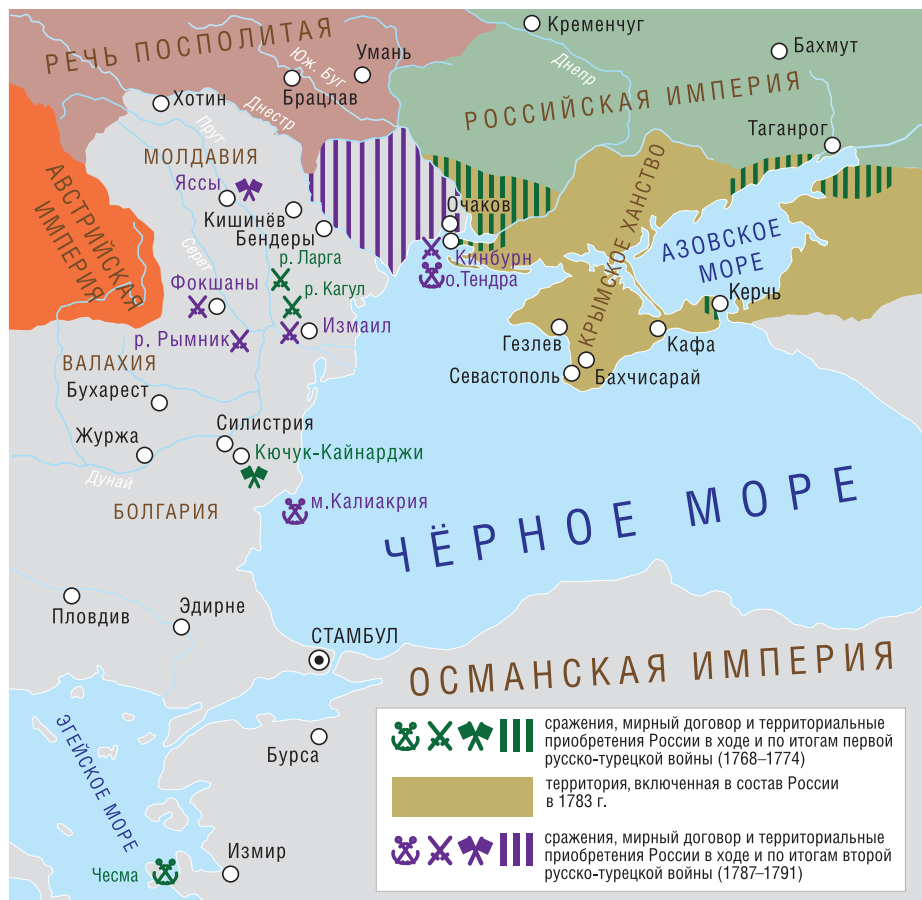 Кременчуг
РЕЧЬ ПОСПОЛИТАЯ
Умань
Бахмут
Юж. Буг
Днепр
Брацлав
Хотин
РОССИЙСКАЯ ИМПЕРИЯ
Днестр
Прут
Таганрог
МОЛДАВИЯ
АВСТРИЙСКАЯ
ИМПЕРИЯ
Яссы
Кишинёв
Бендеры
Очаков
КРЫМСКОЕ ХАНСТВО
АЗОВСКОЕ
МОРЕ
Серет
р. Ларга
Кинбурн
о.Тендра
Фокшаны
р. Кагул
Керчь
р. Рымник
Измаил
Гезлев
Кафа
ВАЛАХИЯ
Севастополь
Бахчисарай
Бухарест
Силистрия
Журжа
Кючук-Кайнарджи
Дунай
м.Калиакрия
БОЛГАРИЯ
ЧЁРНОЕ МОРЕ
Пловдив
Эдирне
СТАМБУЛ
ОСМАНСКАЯ ИМПЕРИЯ
ЭГЕЙСКОЕ МОРЕ
Бурса
Измир
Чесма
сражения, мирный договор и территориальные
приобретения России в ходе и по итогам первой
русско-турецкой войны (1768–1774)
территория, включенная в состав России
в 1783 г.
сражения, мирный договор и территориальные
приобретения России в ходе и по итогам второй
русско-турецкой войны (1787–1791)